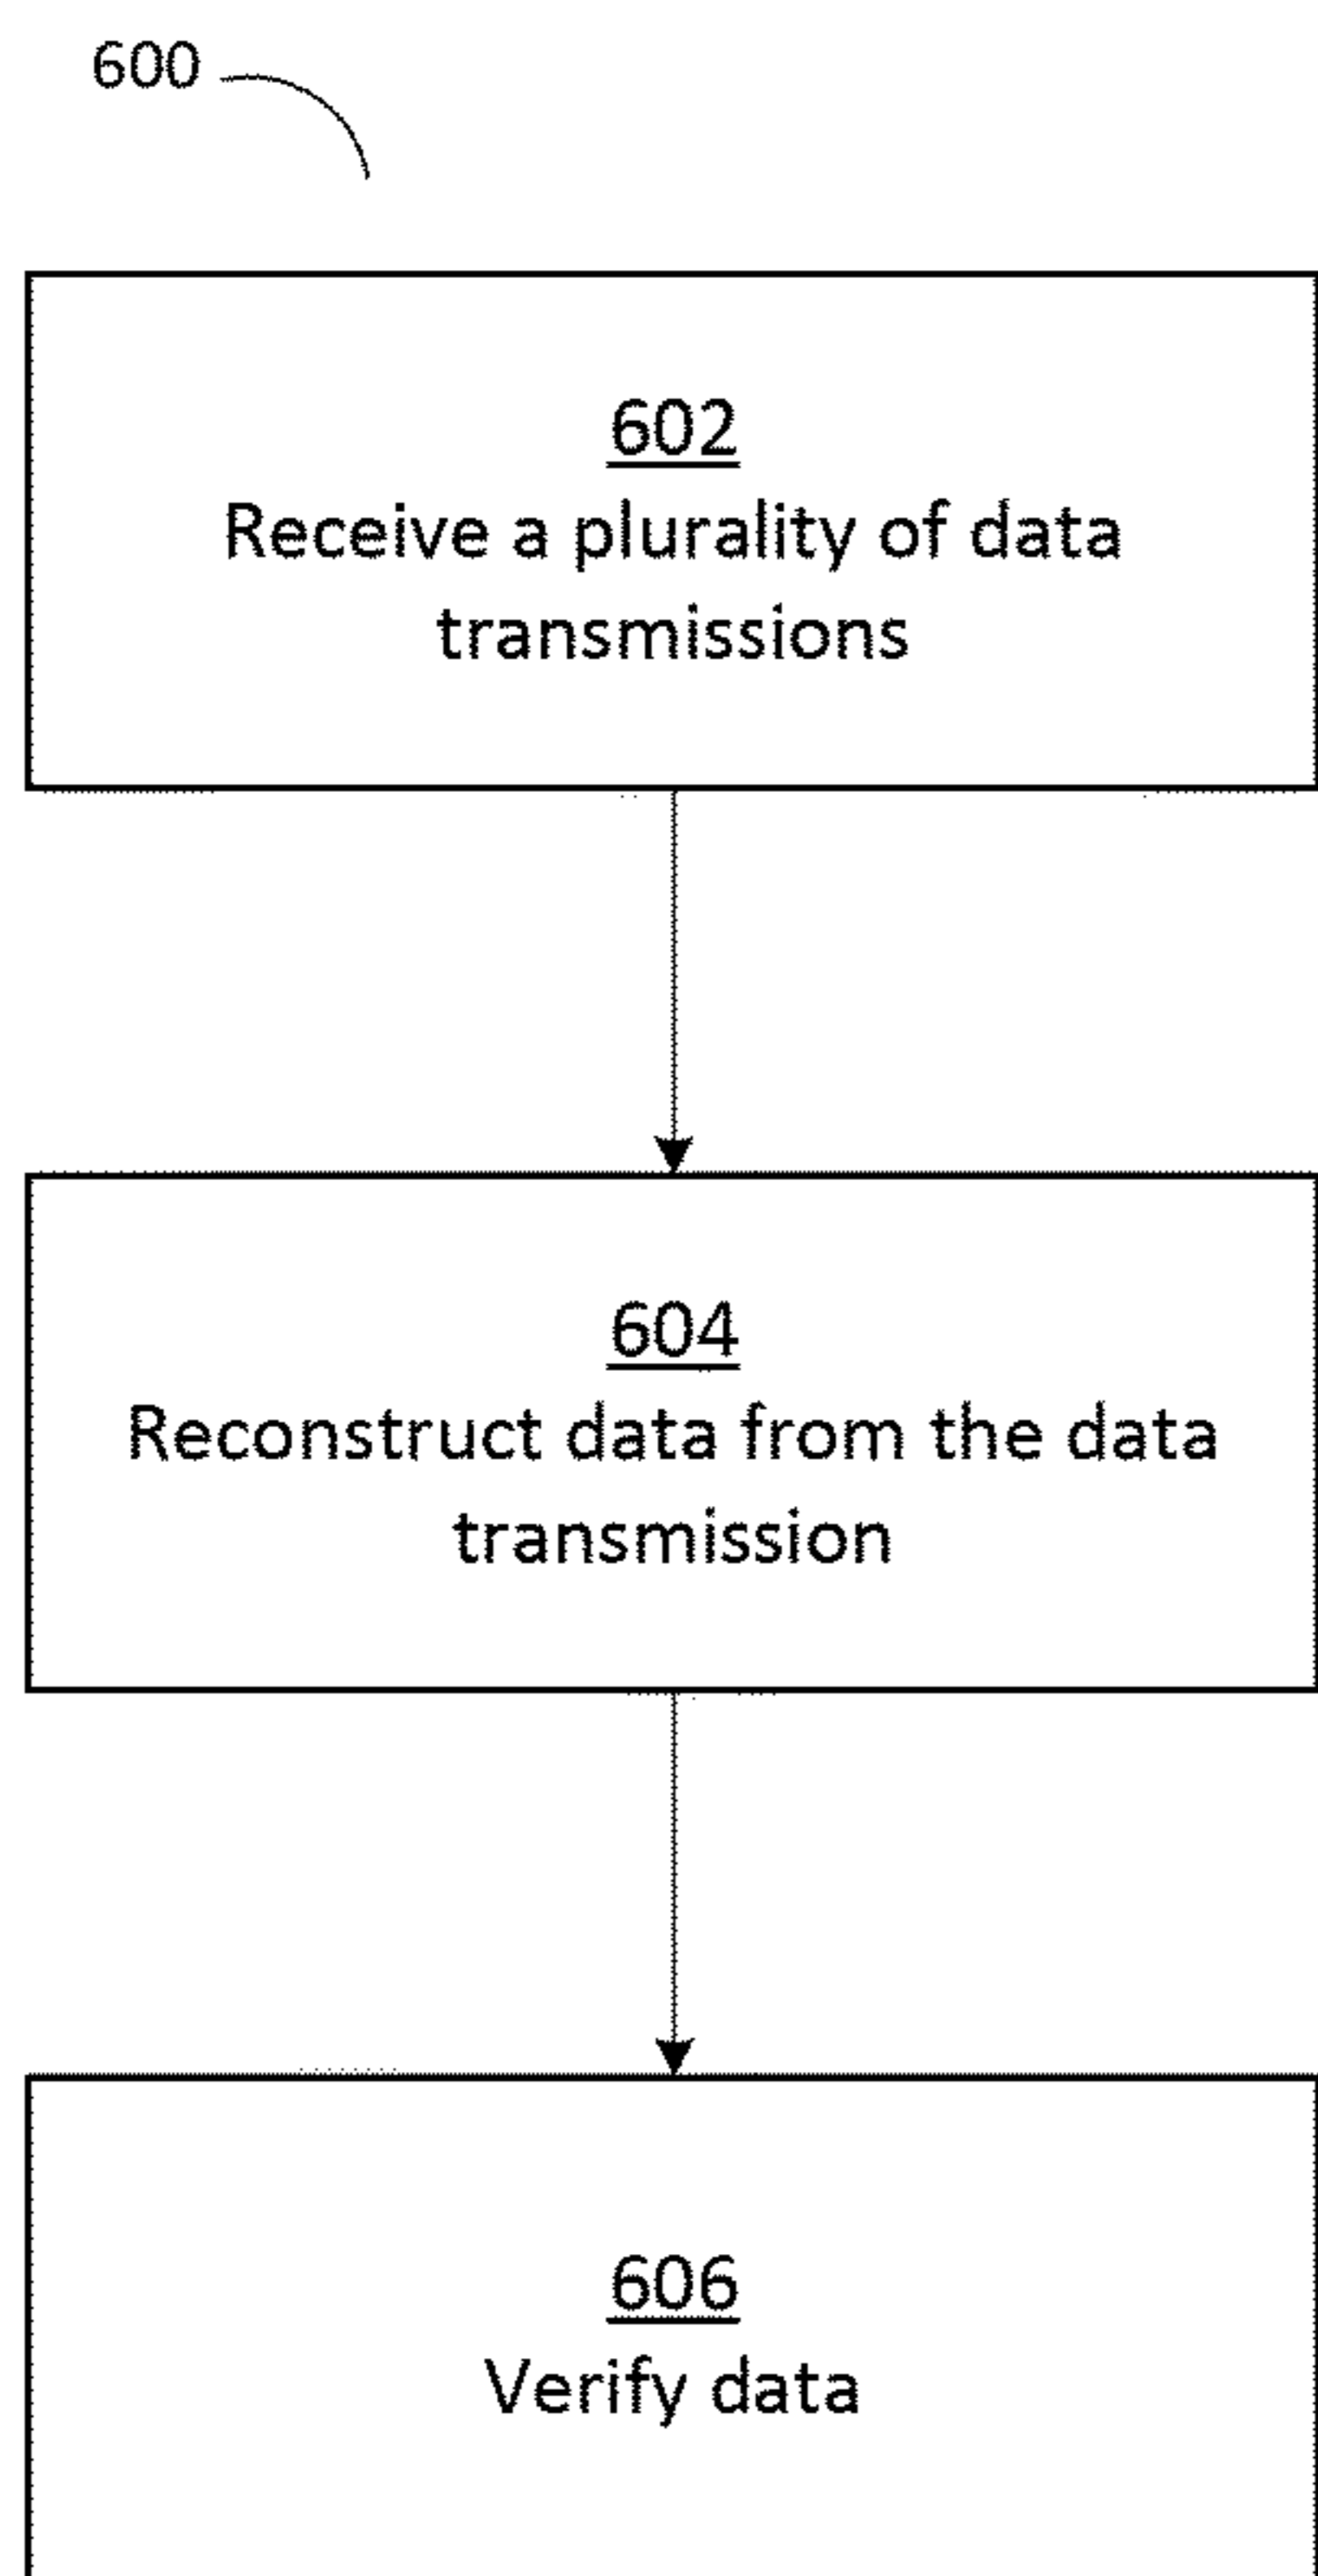 600
602
Receive a plurality of data
transmissions
604
Reconstruct data from the data
transmission
606
Verify data